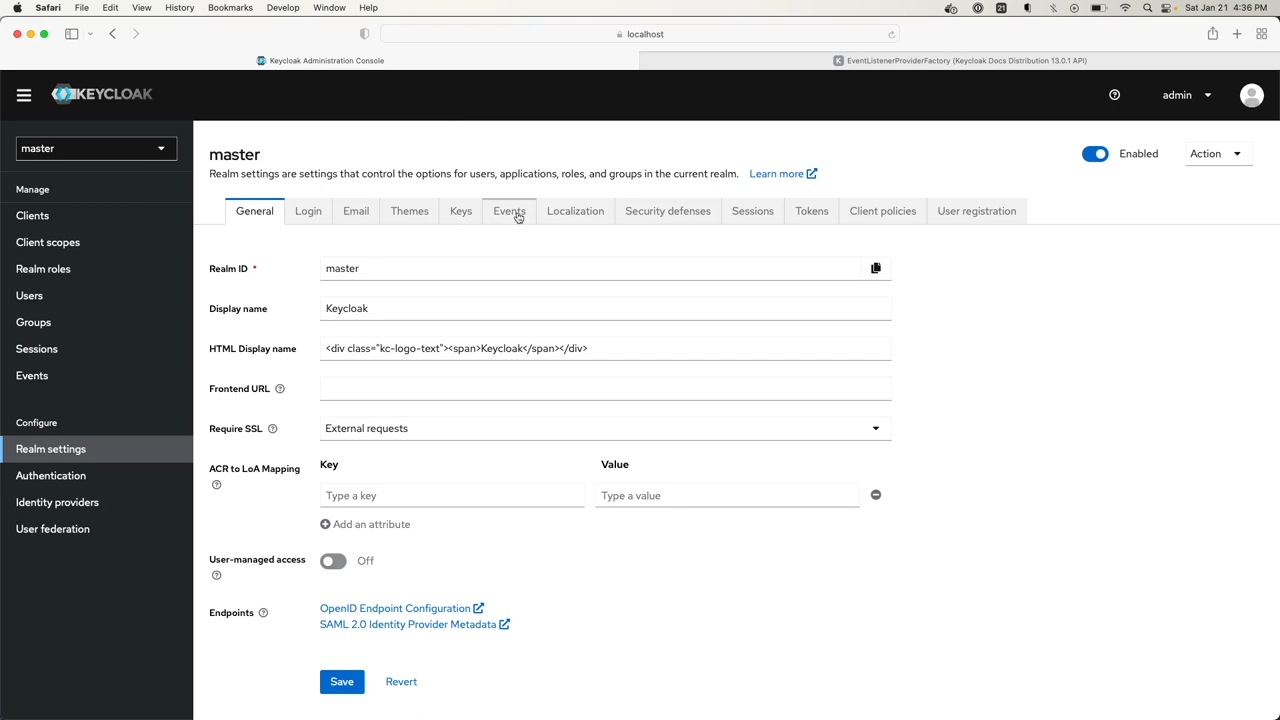 Safari File Edit View History Bookmarks Develop Window Help
21
Sat Jan 21 4:36 PM
localhost
Keycloak Administration Console
K EventListenerProviderFactory (Keycloak Docs Distribution 13.0.1 API)
KEYCLOAK
admin
master
Manage
Clients
Client scopes
Realm roles
Users
Groups
Sessions
Events
Configure
Realm settings
Authentication
Identity providers
User federation
master
Enabled
Action
Realm settings are settings that control the options for users, applications, roles, and groups in the current realm. Learn more
General Login Email Themes Keys Events Localization Security defenses Sessions Tokens Client policies User registration
Realm ID *
master
Display name
Keycloak
HTML Display name
<div class="kc-logo-text"><span>Keycloak</span></div>
Frontend URL
Require SSL
External requests
ACR to LoA Mapping
Key Value
Type a key Type a value
Add an attribute
User-managed access
Off
Endpoints
OpenID Endpoint Configuration
SAML 2.0 Identity Provider Metadata
Save Revert